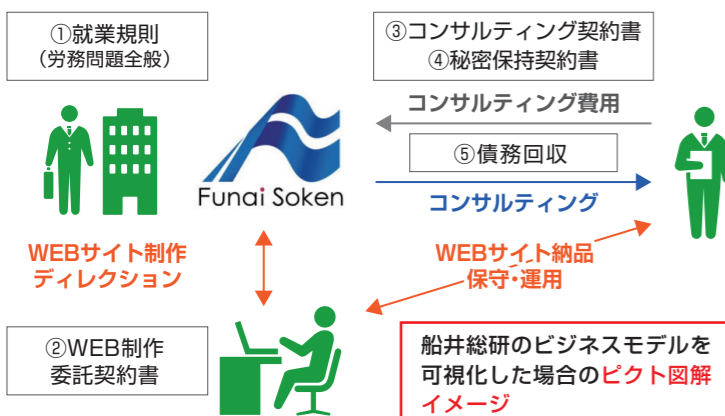 ①就業規則
(労務問題全般)
③コンサルティング契約書
④秘密保持契約書
コンサルティング費用
⑤債務回収
Funai Soken
コンサルティング
WEBサイト制作
ディレクション
WEBサイト納品
保守・運用
②WEB制作
委託契約書
船井総研のビジネスモデルを
可視化した場合のピクト図解
イメージ